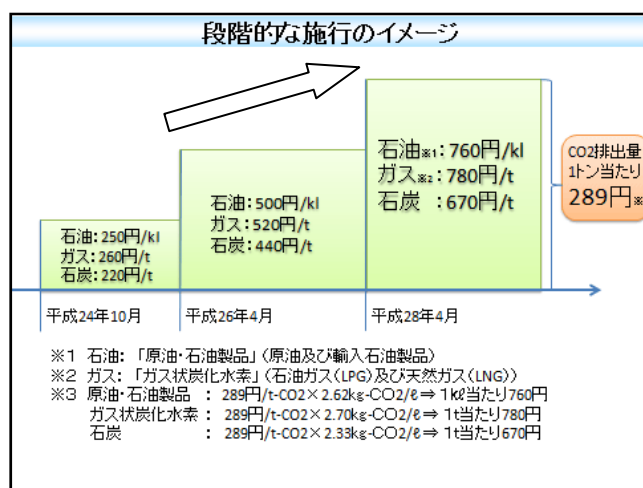 段階的な施行のイメージ
石油※1:760円/kl
ガス※2:780円/t
石炭 :670円/t
CO2排出量
1トン当たり
289円※
石油:500円/kl
ガス:520円/t
石炭:440円/t
石油:250円/kl
ガス:260円/t
石炭:220円/t
平成24年10月
平成26年4月
平成28年4月
※1 石油: 「原油・石油製品」(原油及び輸入石油製品)
※2 ガス: 「ガス状炭化水素」(石油ガス(LPG)及び天然ガス(LNG))
※3 原油・石油製品 : 289円/t-CO2×2.62kg-CO2/ℓ⇒ 1kℓ当たり760円
ガス状炭化水素 : 289円/t-CO2×2.70kg-CO2/ℓ⇒ 1t当たり780円
石炭 : 289円/t-CO2×2.33kg-CO2/ℓ⇒ 1t当たり670円